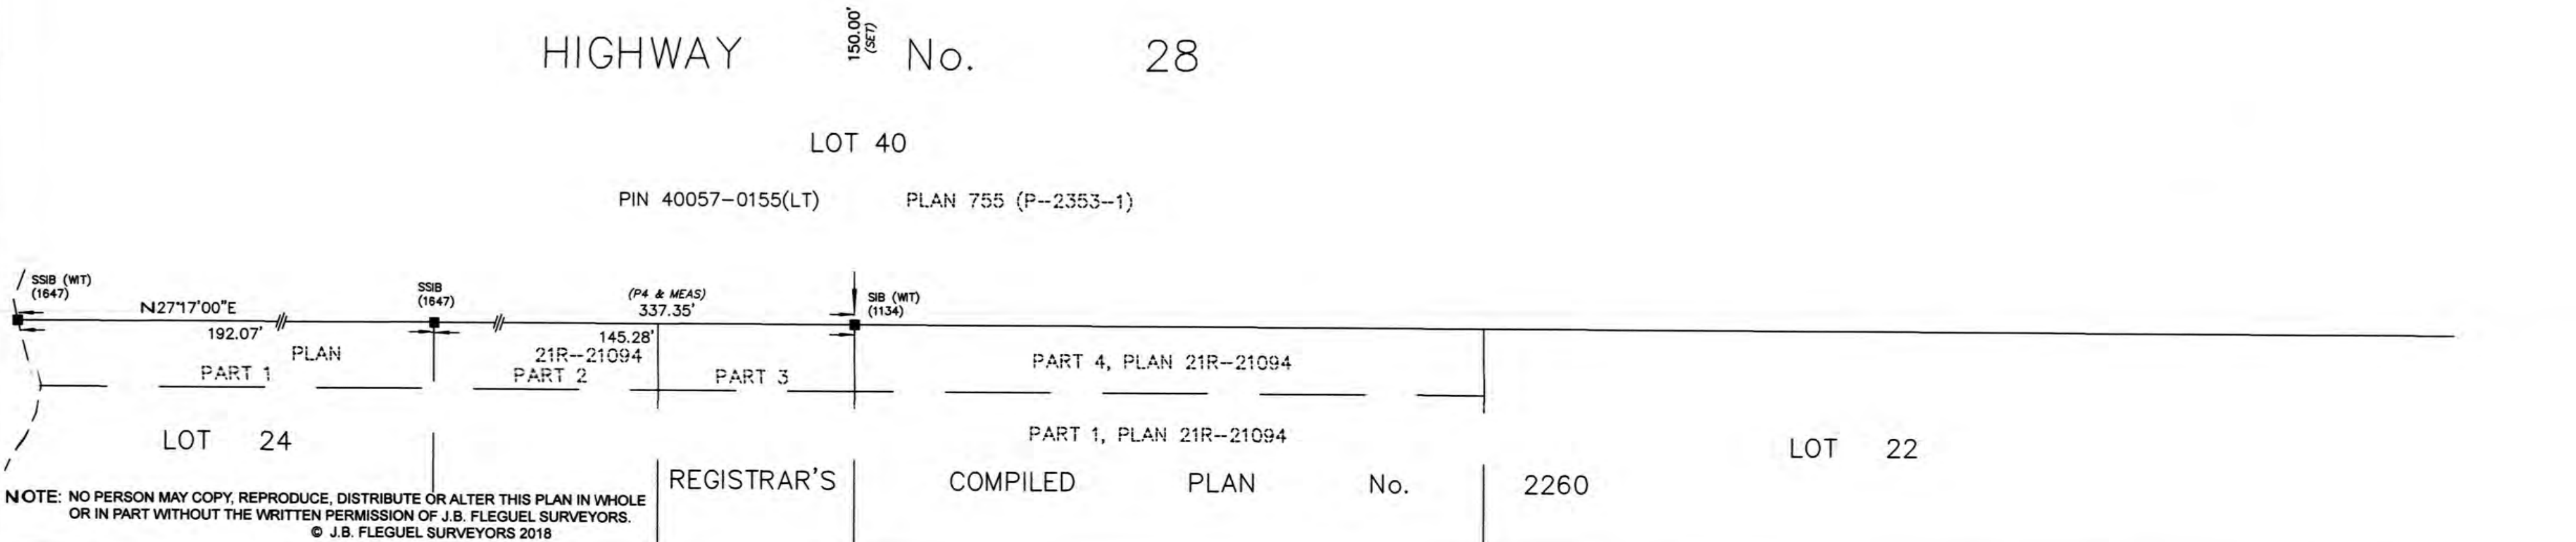 150.00'
(SET)
HIGHWAY No. 28
LOT 40
PIN 40057-0155(LT) PLAN 755 (P--2353--1)
SSIB (WIT)
(1647)
N27°17'00"E
192.07'
SSIB
(1647)
(P4 & MEAS)
337.35'
145.28'
SIB (WIT)
(1134)
PLAN 21R--21094
PART 1 PART 2 PART 3
PART 4, PLAN 21R--21094
PART 1, PLAN 21R--21094
LOT 24
LOT 22
REGISTRAR'S COMPILED PLAN No. 2260
NOTE: NO PERSON MAY COPY, REPRODUCE, DISTRIBUTE OR ALTER THIS PLAN IN WHOLE
OR IN PART WITHOUT THE WRITTEN PERMISSION OF J.B. FLEGUEL SURVEYORS.
© J.B. FLEGUEL SURVEYORS 2018